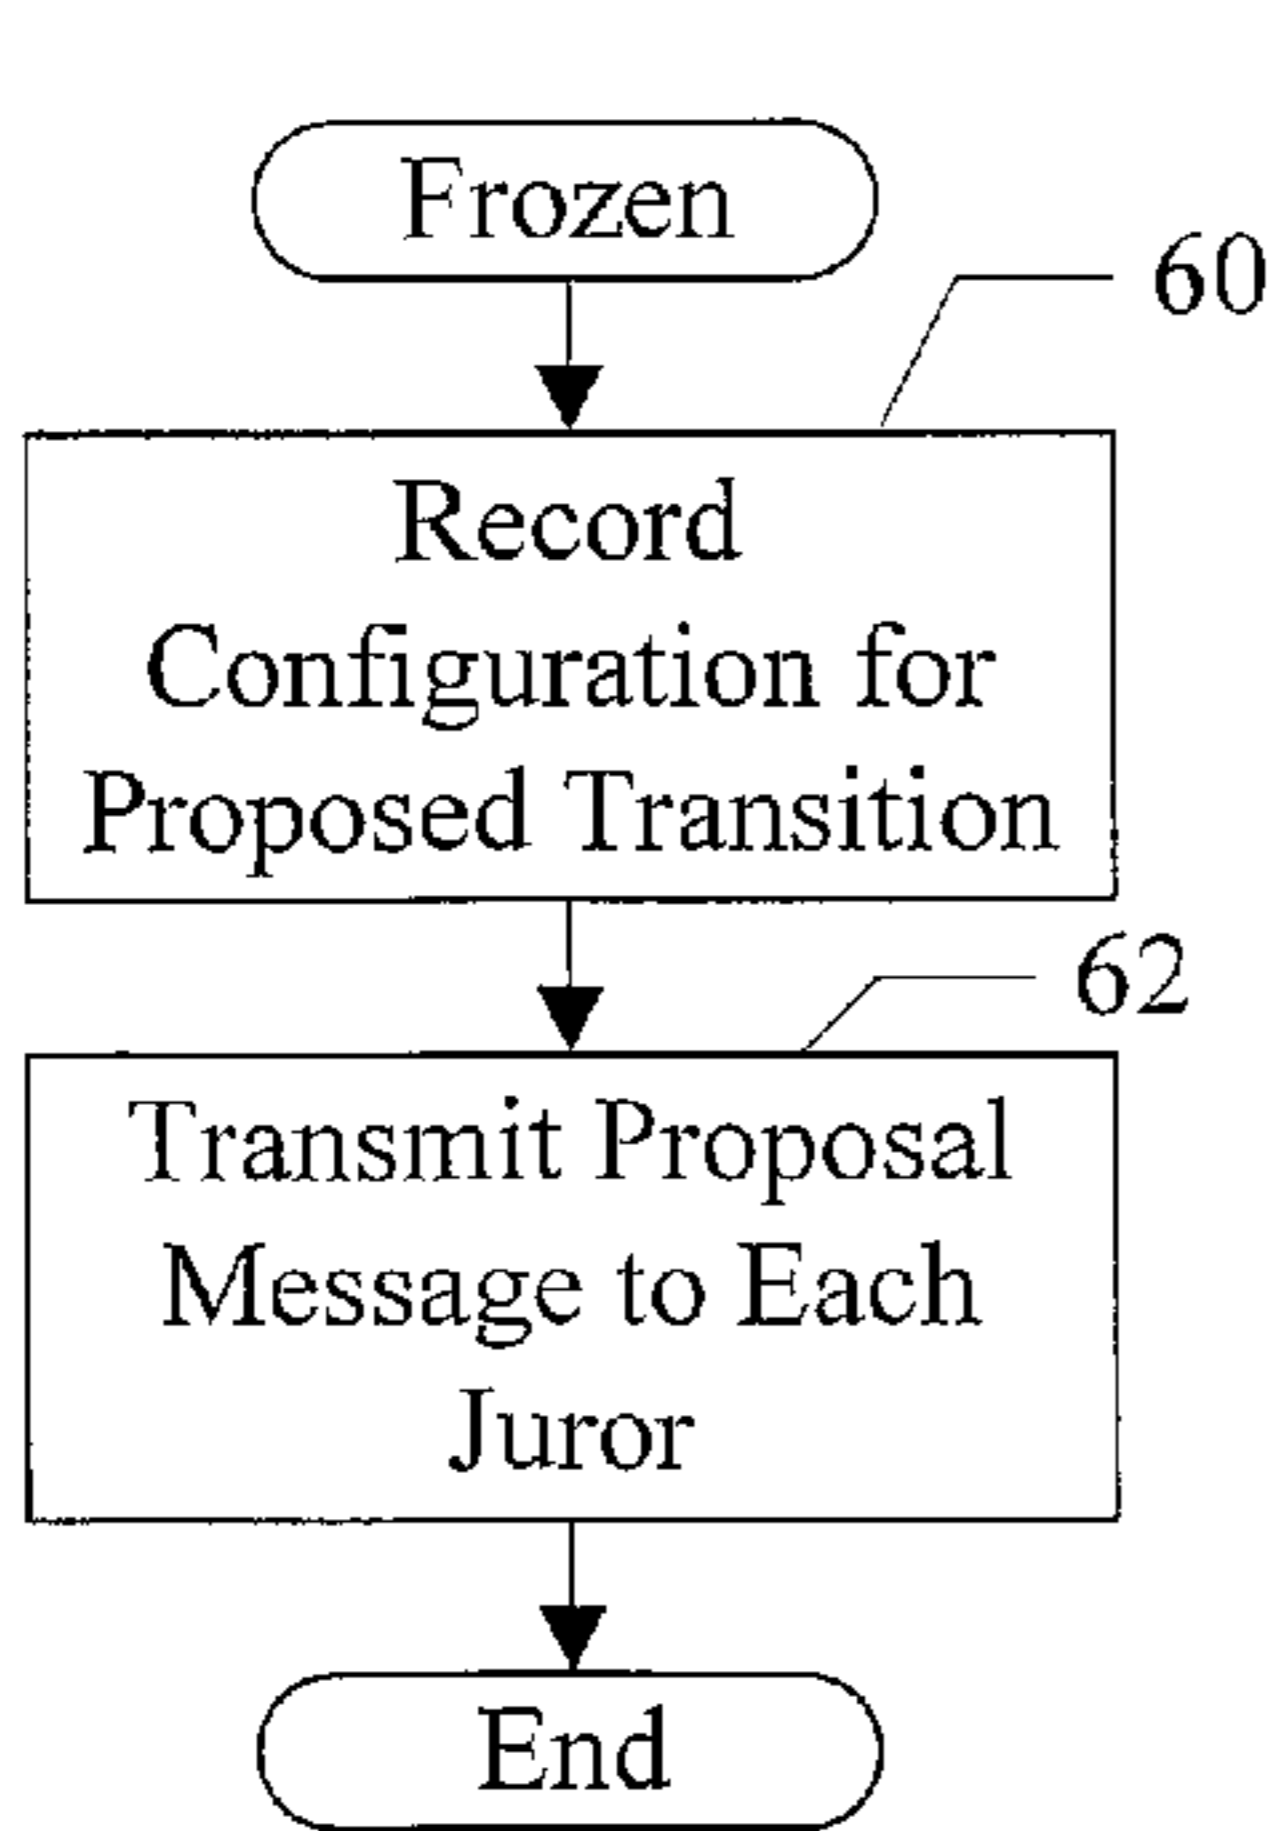 Frozen
60
Record
Configuration for
Proposed Transition
62
Transmit Proposal
Message to Each
Juror
End